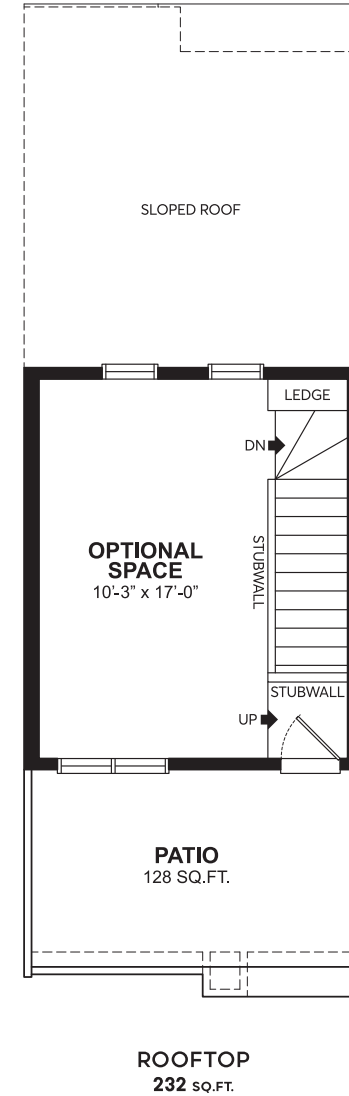 SLOPED ROOF
LEDGE
DN
OPTIONAL
SPACE
10'-3" x 17'-0"
STUBWALL
STUBWALL
UP
PATIO
128 SQ.FT.
ROOFTOP
232 SQ.FT.